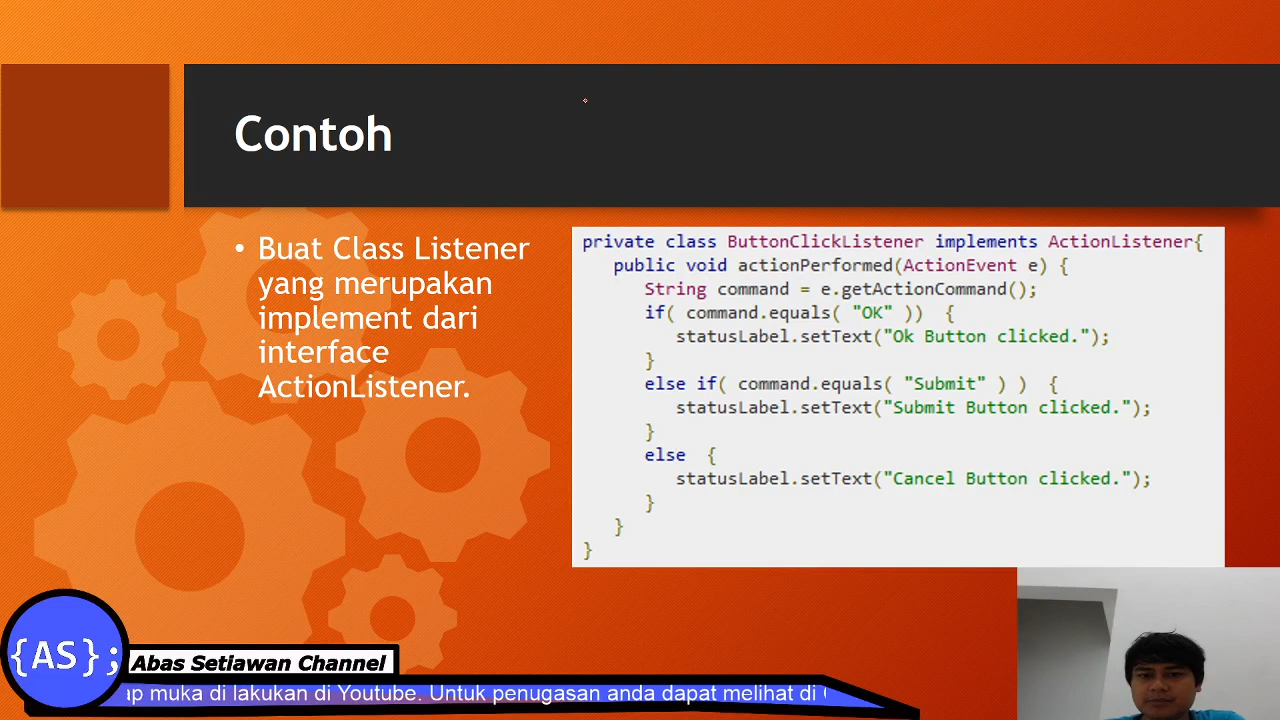 Contoh
• Buat Class Listener
yang merupakan
implement dari
interface
ActionListener.
private class ButtonClickListener implements ActionListener{
public void actionPerformed(ActionEvent e) {
String command = e.getActionCommand();
if( command.equals( "OK" )) {
statusLabel.setText("Ok Button clicked.");
}
else if( command.equals( "Submit" ) ) {
statusLabel.setText("Submit Button clicked.");
}
else {
statusLabel.setText("Cancel Button clicked.");
}
}
}
{AS};
Abas Setiawan Channel
muka di lakukan di Youtube. Untuk penugasan anda dapat melihat di